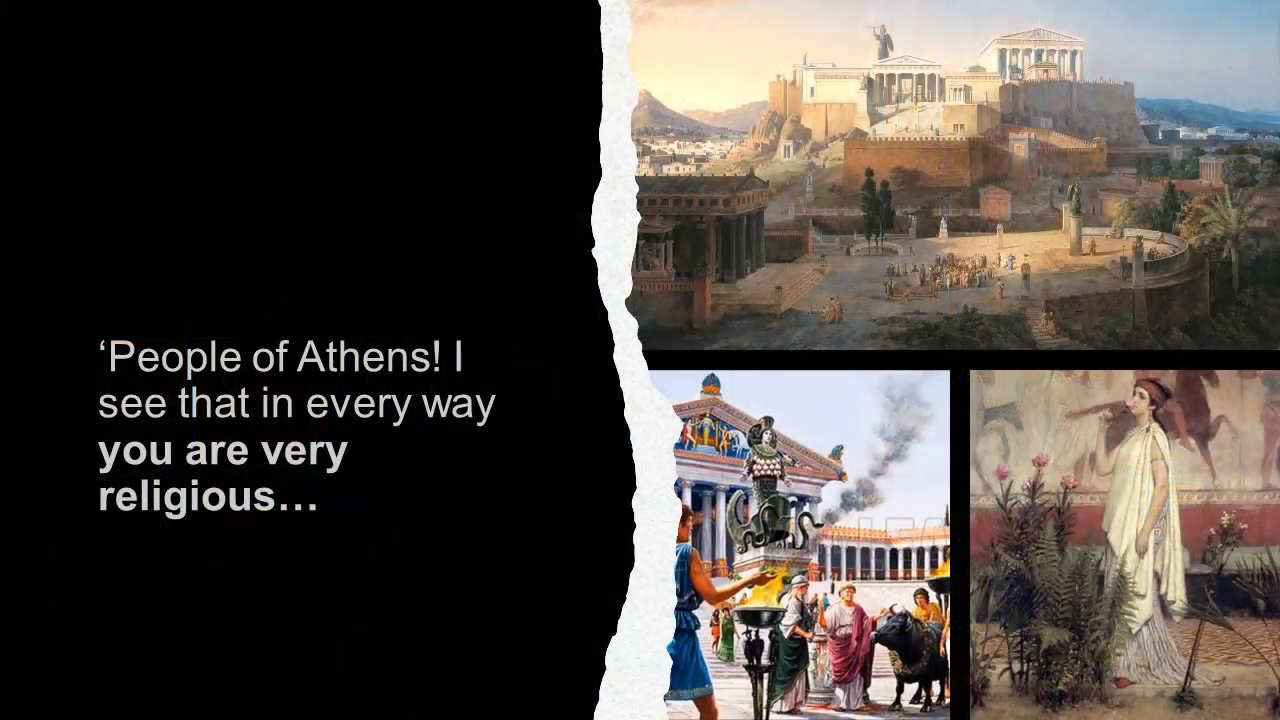 ‘People of Athens! I
see that in every way
you are very
religious…